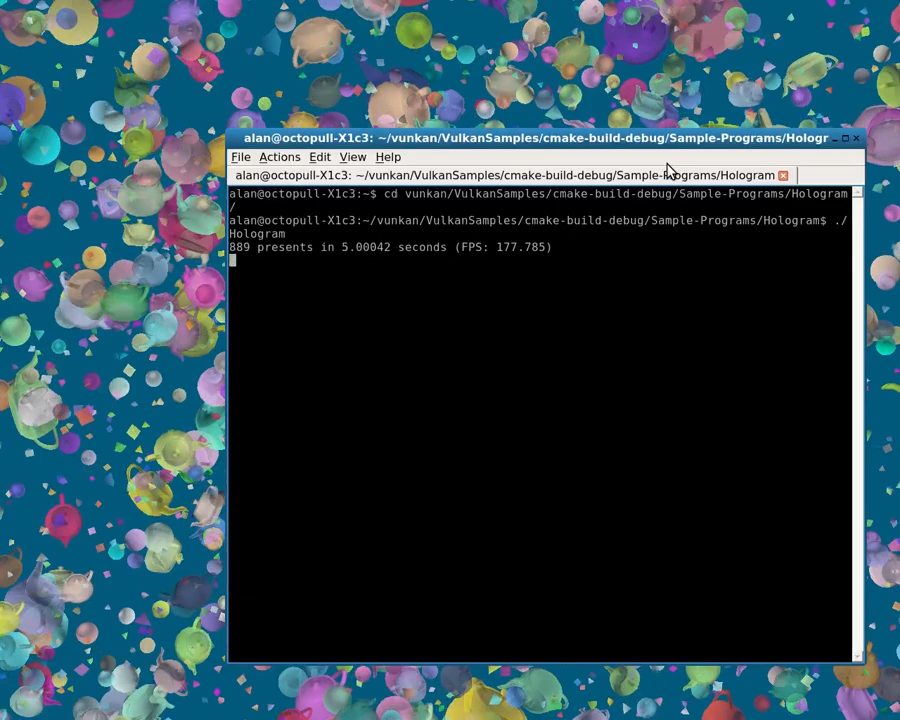 alan@octopull-X1c3: ~/vunkan/VulkanSamples/cmake-build-debug/Sample-Programs/Hologr
File Actions Edit View Help
alan@octopull-X1c3: ~/vunkan/VulkanSamples/cmake-build-debug/Sample-Programs/Hologram
alan@octopull-X1c3:~$ cd vunkan/VulkanSamples/cmake-build-debug/Sample-Programs/Hologram
/
alan@octopull-X1c3:~/vunkan/VulkanSamples/cmake-build-debug/Sample-Programs/Hologram$ ./
Hologram
889 presents in 5.00042 seconds (FPS: 177.785)